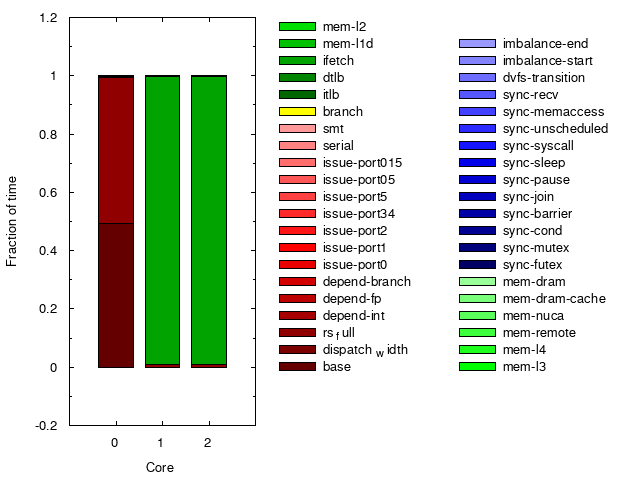 1.2
1
0.8
0.6
0.4
0.2
0
-0.2
Fraction of time
0 1 2
Core
mem-l2
mem-l1d
ifetch
dtlb
itlb
branch
smt
serial
issue-port015
issue-port05
issue-port5
issue-port34
issue-port2
issue-port1
issue-port0
depend-branch
depend-fp
depend-int
rs f ull
dispatch w idth
base
imbalance-end
imbalance-start
dvfs-transition
sync-recv
sync-memaccess
sync-unscheduled
sync-syscall
sync-sleep
sync-pause
sync-join
sync-barrier
sync-cond
sync-mutex
sync-futex
mem-dram
mem-dram-cache
mem-nuca
mem-remote
mem-l4
mem-l3